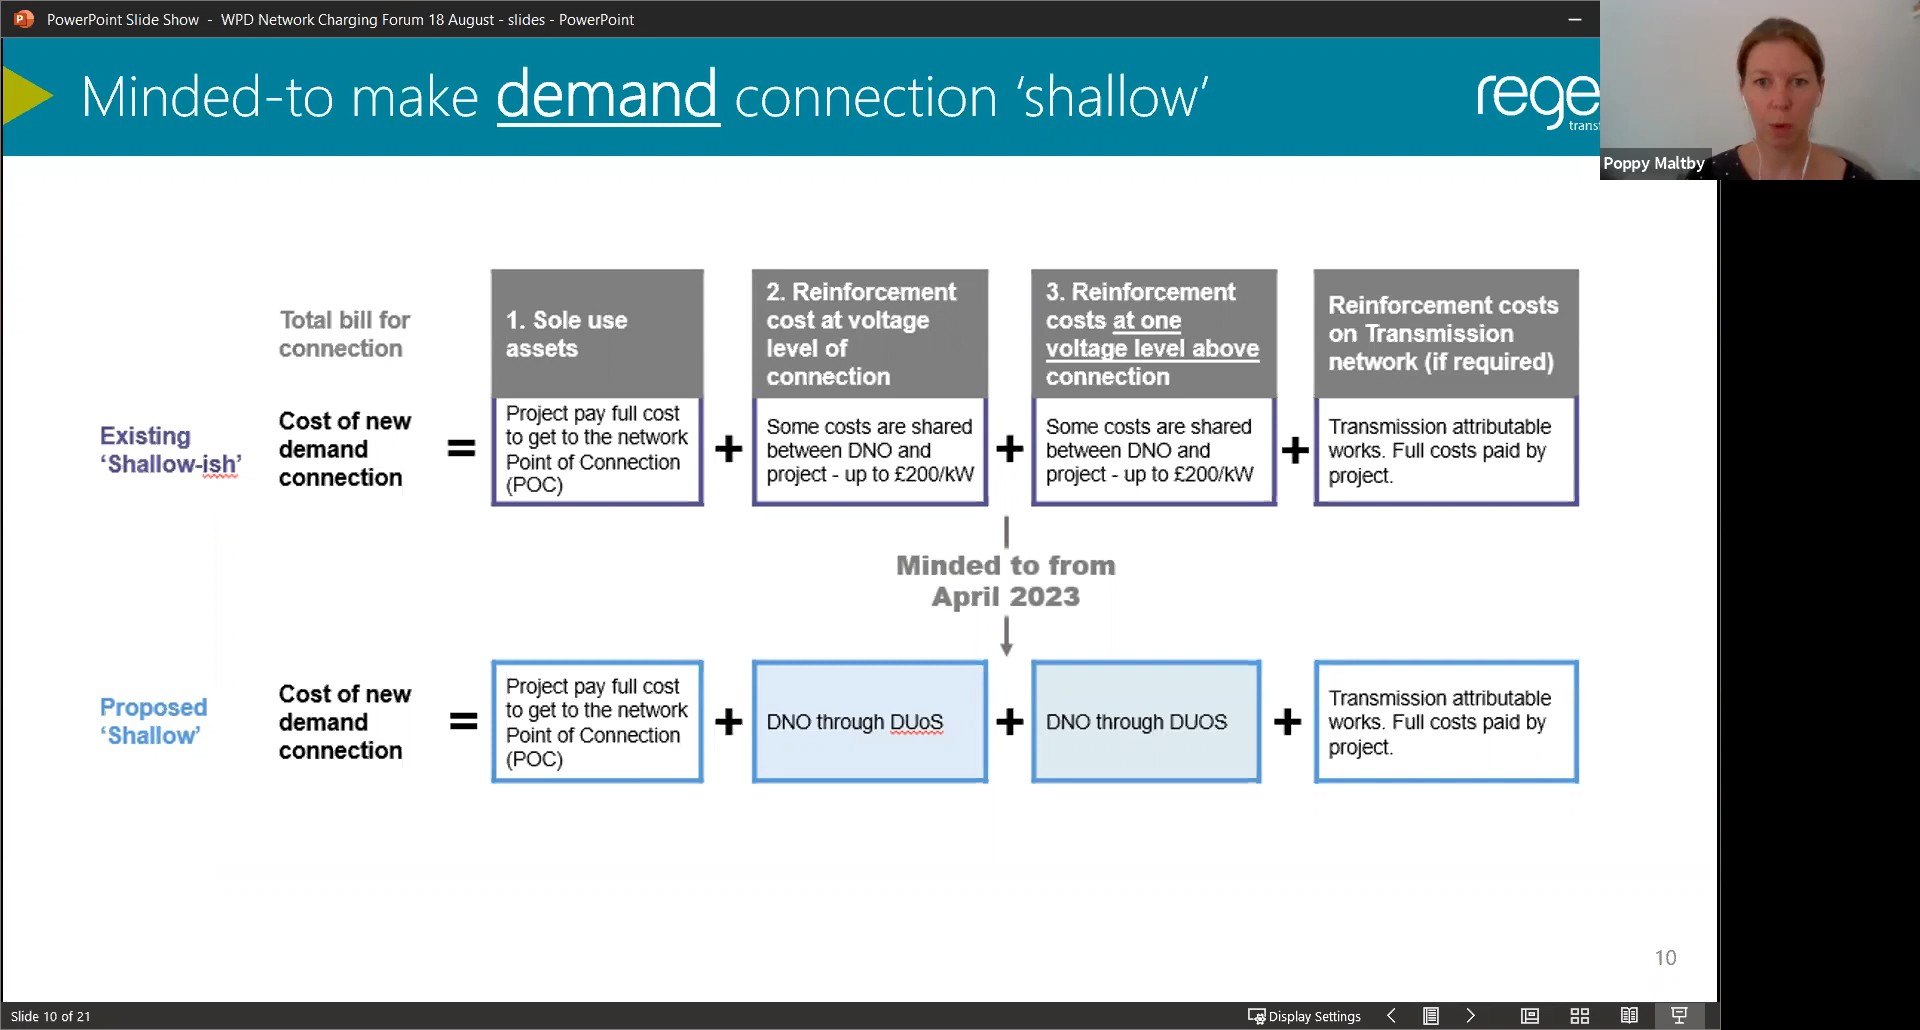 PowerPoint Slide Show - WPD Network Charging Forum 18 August - slides - PowerPoint
Minded-to make demand connection ‘shallow’
rege
trans
Poppy Maltby
Total bill for
connection
1. Sole use
assets
2. Reinforcement
cost at voltage
level of
connection
3. Reinforcement
costs at one
voltage level above
connection
Reinforcement costs
on Transmission
network (if required)
Existing
‘Shallow-ish’
Cost of new
demand
connection
=
Project pay full cost
to get to the network
Point of Connection
(POC)
+
Some costs are shared
between DNO and
project - up to £200/kW
+
Some costs are shared
between DNO and
project - up to £200/kW
+
Transmission attributable
works. Full costs paid by
project.
Minded to from
April 2023
Proposed
‘Shallow’
Cost of new
demand
connection
=
Project pay full cost
to get to the network
Point of Connection
(POC)
+
DNO through DUoS
+
DNO through DUOS
+
Transmission attributable
works. Full costs paid by
project.
10
Slide 10 of 21
Display Settings